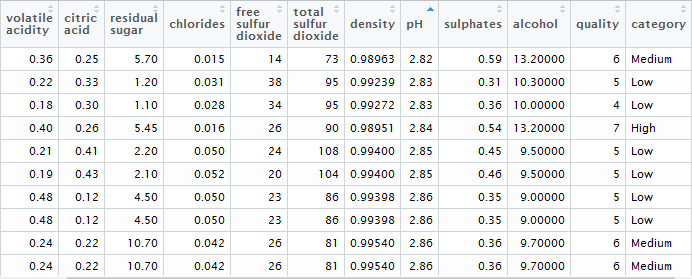 volatile acidity citric acid residual sugar chlorides free sulfur dioxide total sulfur dioxide density pH sulphates alcohol quality category
0.36 0.25 5.70 0.015 14 73 0.98963 2.82 0.59 13.20000 6 Medium
0.22 0.33 1.20 0.031 38 95 0.99239 2.83 0.31 10.30000 5 Low
0.18 0.30 1.10 0.028 34 95 0.99272 2.83 0.36 10.00000 4 Low
0.40 0.26 5.45 0.016 26 90 0.98951 2.84 0.54 13.20000 7 High
0.21 0.41 2.20 0.050 24 108 0.99400 2.85 0.45 9.50000 5 Low
0.19 0.43 2.10 0.052 20 104 0.99400 2.85 0.46 9.50000 5 Low
0.48 0.12 4.50 0.050 23 86 0.99398 2.86 0.35 9.00000 5 Low
0.48 0.12 4.50 0.050 23 86 0.99398 2.86 0.35 9.00000 5 Low
0.24 0.22 10.70 0.042 26 81 0.99540 2.86 0.36 9.70000 6 Medium
0.24 0.22 10.70 0.042 26 81 0.99540 2.86 0.36 9.70000 6 Medium